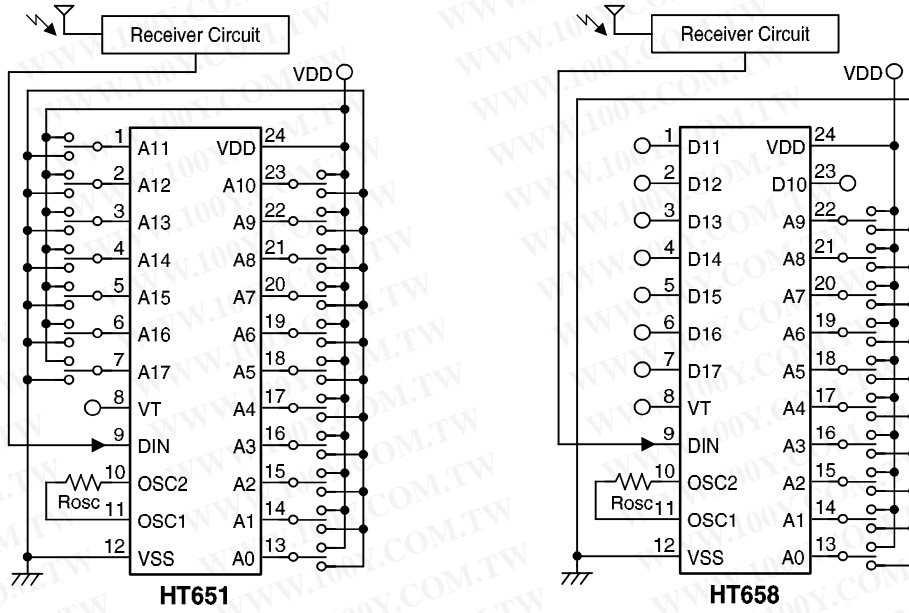 Receiver Circuit
VDD
1 A11 VDD 24
2 A12 A10 23
3 A13 A9 22
4 A14 A8 21
5 A15 A7 20
6 A16 A6 19
7 A17 A5 18
8 VT A4 17
9 DIN A3 16
10 OSC2 A2 15
Rosc
11 OSC1 A1 14
12 VSS A0 13
HT651
Receiver Circuit
VDD
1 D11 VDD 24
2 D12 D10 23
3 D13 A9 22
4 D14 A8 21
5 D15 A7 20
6 D16 A6 19
7 D17 A5 18
8 VT A4 17
9 DIN A3 16
10 OSC2 A2 15
Rosc
11 OSC1 A1 14
12 VSS A0 13
HT658
WWW.100Y.COM.TW